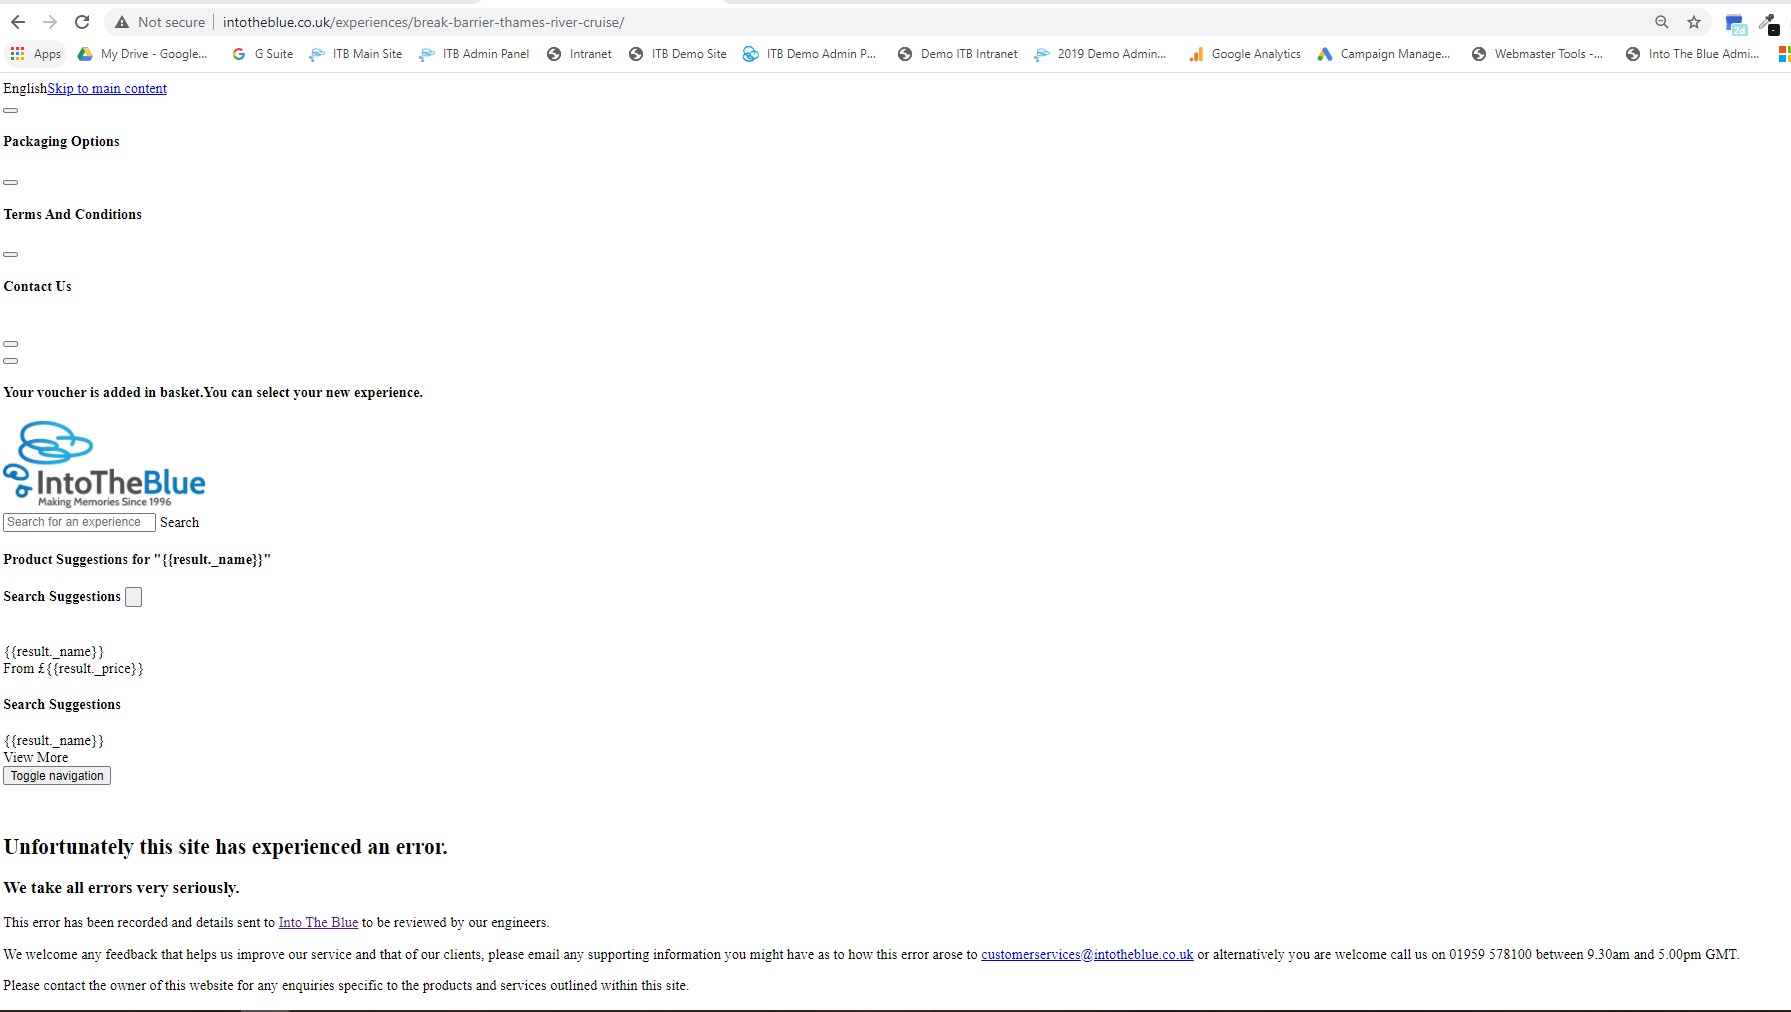 Not secure | intotheblue.co.uk/experiences/break-barrier-thames-river-cruise/
Apps My Drive - Google... G Suite ITB Main Site ITB Admin Panel Intranet ITB Demo Site ITB Demo Admin P... Demo ITB Intranet 2019 Demo Admin... Google Analytics Campaign Manage... Webmaster Tools -... Into The Blue Admi...
2d
EnglishSkip to main content
Packaging Options
Terms And Conditions
Contact Us
Your voucher is added in basket.You can select your new experience.
IntoTheBlue
Making Memories Since 1996
Search for an experience Search
Product Suggestions for "{{result._name}}"
Search Suggestions
{{result._name}}
From £{{result._price}}
Search Suggestions
{{result._name}}
View More
Toggle navigation
Unfortunately this site has experienced an error.
We take all errors very seriously.
This error has been recorded and details sent to Into The Blue to be reviewed by our engineers.
We welcome any feedback that helps us improve our service and that of our clients, please email any supporting information you might have as to how this error arose to customerservices@intotheblue.co.uk or alternatively you are welcome call us on 01959 578100 between 9.30am and 5.00pm GMT.
Please contact the owner of this website for any enquiries specific to the products and services outlined within this site.